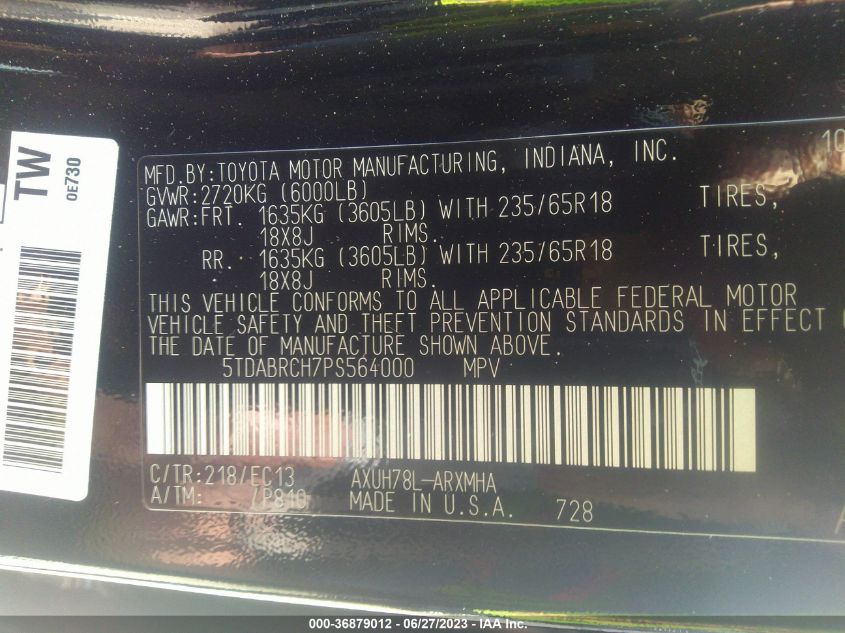 TW
0E730
10
MFD.BY:TOYOTA MOTOR MANUFACTURING, INDIANA, INC.
GVWR:2720KG (6000LB)
GAWR:FRT. 1635KG (3605LB) WITH 235/65R18 TIRES,
18X8J RIMS.
RR. 1635KG (3605LB) WITH 235/65R18 TIRES,
18X8J RIMS.
THIS VEHICLE CONFORMS TO ALL APPLICABLE FEDERAL MOTOR
VEHICLE SAFETY AND THEFT PREVENTION STANDARDS IN EFFECT
THE DATE OF MANUFACTURE SHOWN ABOVE.
5TDABRCH7PS564000 MPV
C/TR:218/EC13 AXUH78L-ARXMHA
A/TM: /P810 MADE IN U.S.A. 728
000-36879012 - 06/27/2023 - IAA Inc.